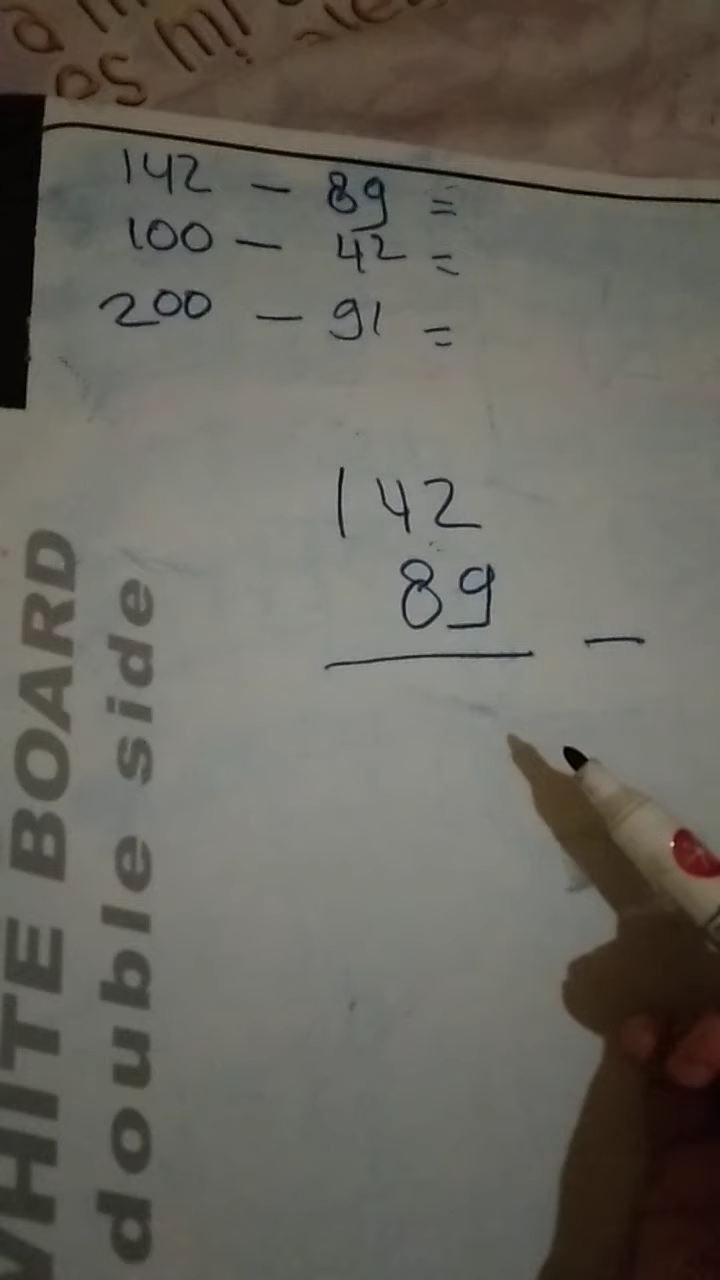 142 - 89 =
100 - 42 =
200 - 91 =
142
89 -
WHITE BOARD
double side